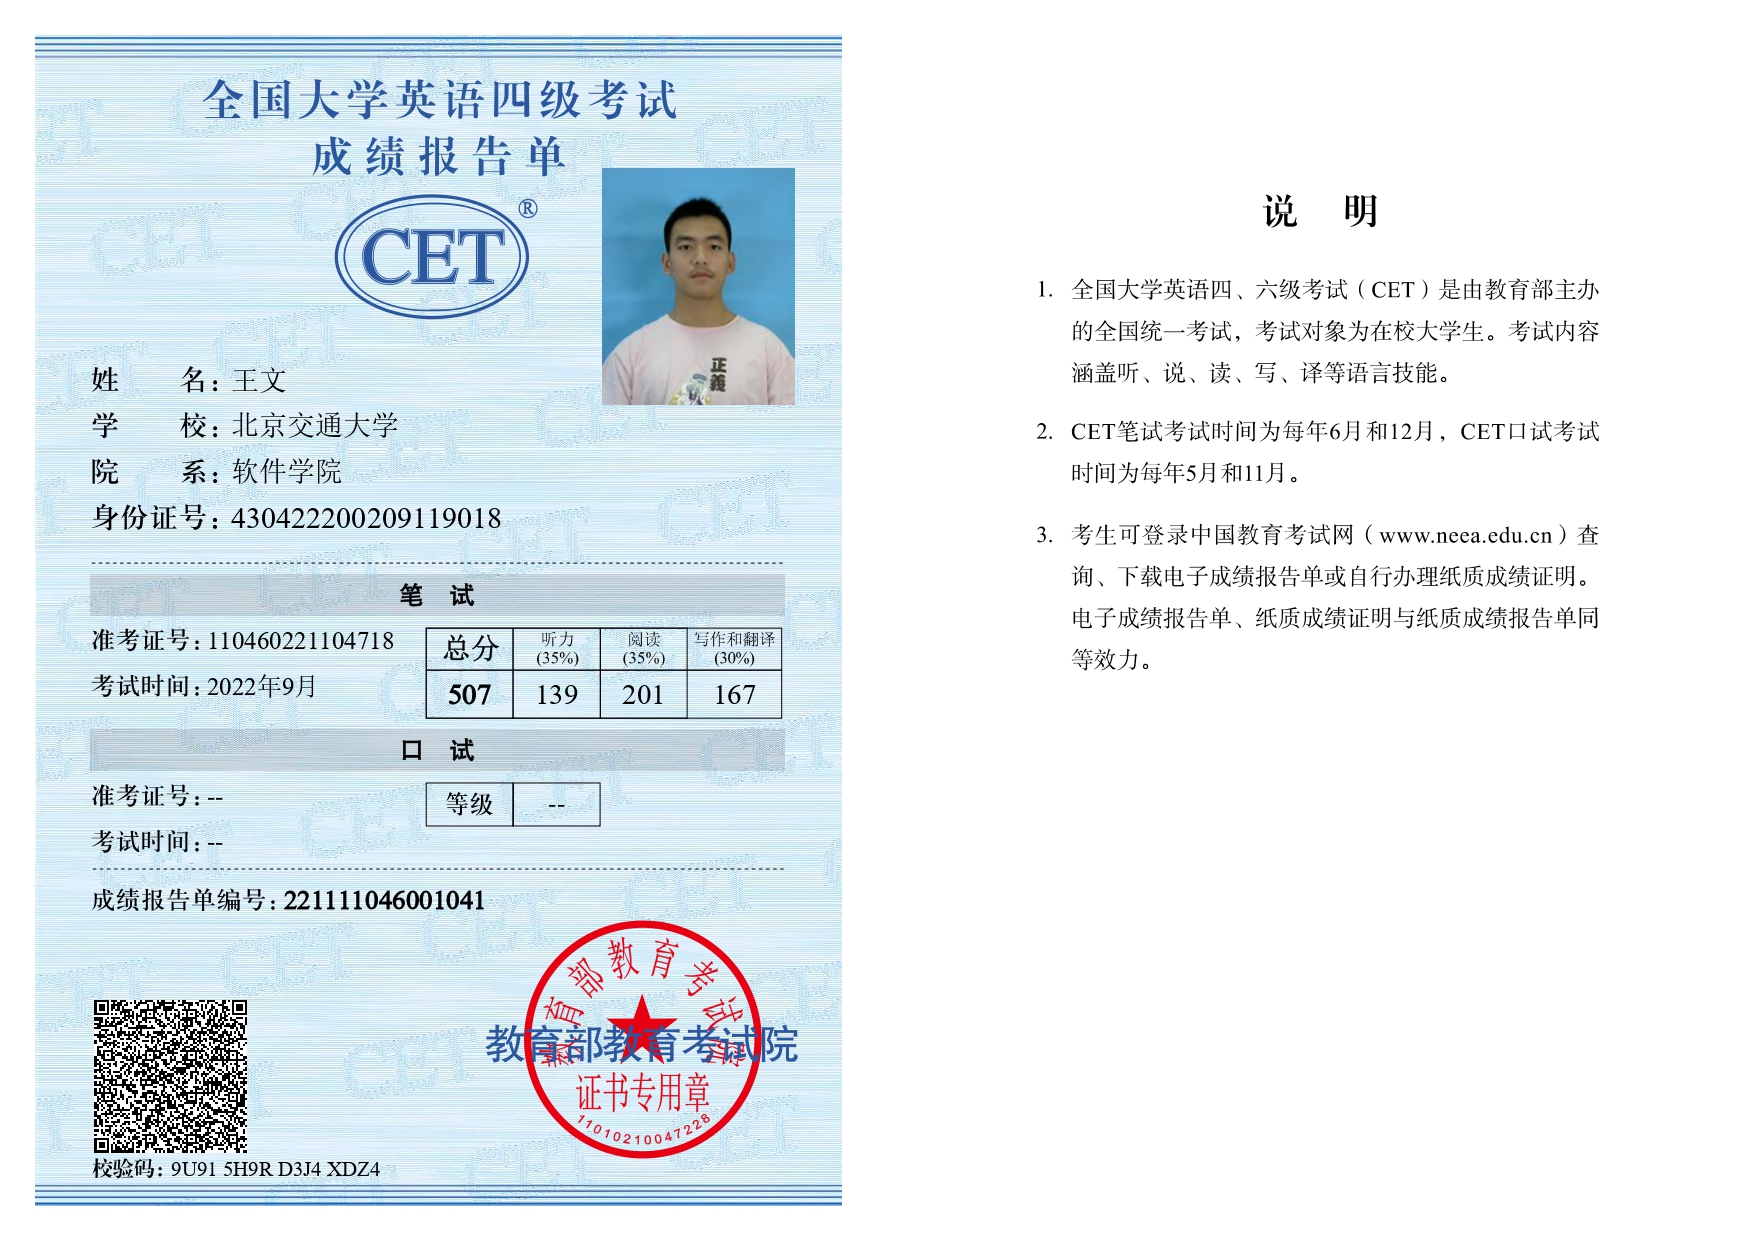 全国大学英语四级考试
成绩报告单
CET®
正義
姓 名：王文
学 校：北京交通大学
院 系：软件学院
身份证号：430422200209119018
笔 试
准考证号：110460221104718
考试时间：2022年9月
总分 听力(35%) 阅读(35%) 写作和翻译(30%)
507 139 201 167
口 试
准考证号：--
考试时间：--
等级 --
成绩报告单编号：221111046001041
教育部教育考试院
教育部教育考试院
证书专用章
11010210047228
校验码：9U91 5H9R D3J4 XDZ4
说 明
1. 全国大学英语四、六级考试（CET）是由教育部主办
的全国统一考试，考试对象为在校大学生。考试内容
涵盖听、说、读、写、译等语言技能。
2. CET笔试考试时间为每年6月和12月，CET口试考试
时间为每年5月和11月。
3. 考生可登录中国教育考试网（www.neea.edu.cn）查
询、下载电子成绩报告单或自行办理纸质成绩证明。
电子成绩报告单、纸质成绩证明与纸质成绩报告单同
等效力。